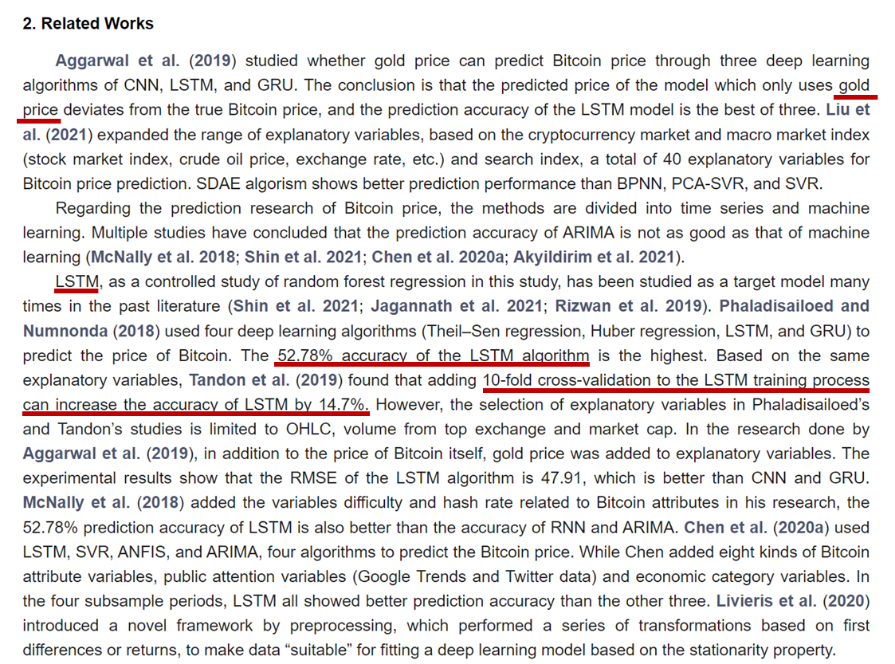 2. Related Works
Aggarwal et al. (2019) studied whether gold price can predict Bitcoin price through three deep learning
algorithms of CNN, LSTM, and GRU. The conclusion is that the predicted price of the model which only uses gold
price deviates from the true Bitcoin price, and the prediction accuracy of the LSTM model is the best of three. Liu et
al. (2021) expanded the range of explanatory variables, based on the cryptocurrency market and macro market index
(stock market index, crude oil price, exchange rate, etc.) and search index, a total of 40 explanatory variables for
Bitcoin price prediction. SDAE algorism shows better prediction performance than BPNN, PCA-SVR, and SVR.
Regarding the prediction research of Bitcoin price, the methods are divided into time series and machine
learning. Multiple studies have concluded that the prediction accuracy of ARIMA is not as good as that of machine
learning (McNally et al. 2018; Shin et al. 2021; Chen et al. 2020a; Akyildirim et al. 2021).
LSTM, as a controlled study of random forest regression in this study, has been studied as a target model many
times in the past literature (Shin et al. 2021; Jagannath et al. 2021; Rizwan et al. 2019). Phaladisailoed and
Numnonda (2018) used four deep learning algorithms (Theil–Sen regression, Huber regression, LSTM, and GRU) to
predict the price of Bitcoin. The 52.78% accuracy of the LSTM algorithm is the highest. Based on the same
explanatory variables, Tandon et al. (2019) found that adding 10-fold cross-validation to the LSTM training process
can increase the accuracy of LSTM by 14.7%. However, the selection of explanatory variables in Phaladisailoed's
and Tandon's studies is limited to OHLC, volume from top exchange and market cap. In the research done by
Aggarwal et al. (2019), in addition to the price of Bitcoin itself, gold price was added to explanatory variables. The
experimental results show that the RMSE of the LSTM algorithm is 47.91, which is better than CNN and GRU.
McNally et al. (2018) added the variables difficulty and hash rate related to Bitcoin attributes in his research, the
52.78% prediction accuracy of LSTM is also better than the accuracy of RNN and ARIMA. Chen et al. (2020a) used
LSTM, SVR, ANFIS, and ARIMA, four algorithms to predict the Bitcoin price. While Chen added eight kinds of Bitcoin
attribute variables, public attention variables (Google Trends and Twitter data) and economic category variables. In
the four subsample periods, LSTM all showed better prediction accuracy than the other three. Livieris et al. (2020)
introduced a novel framework by preprocessing, which performed a series of transformations based on first
differences or returns, to make data “suitable” for fitting a deep learning model based on the stationarity property.